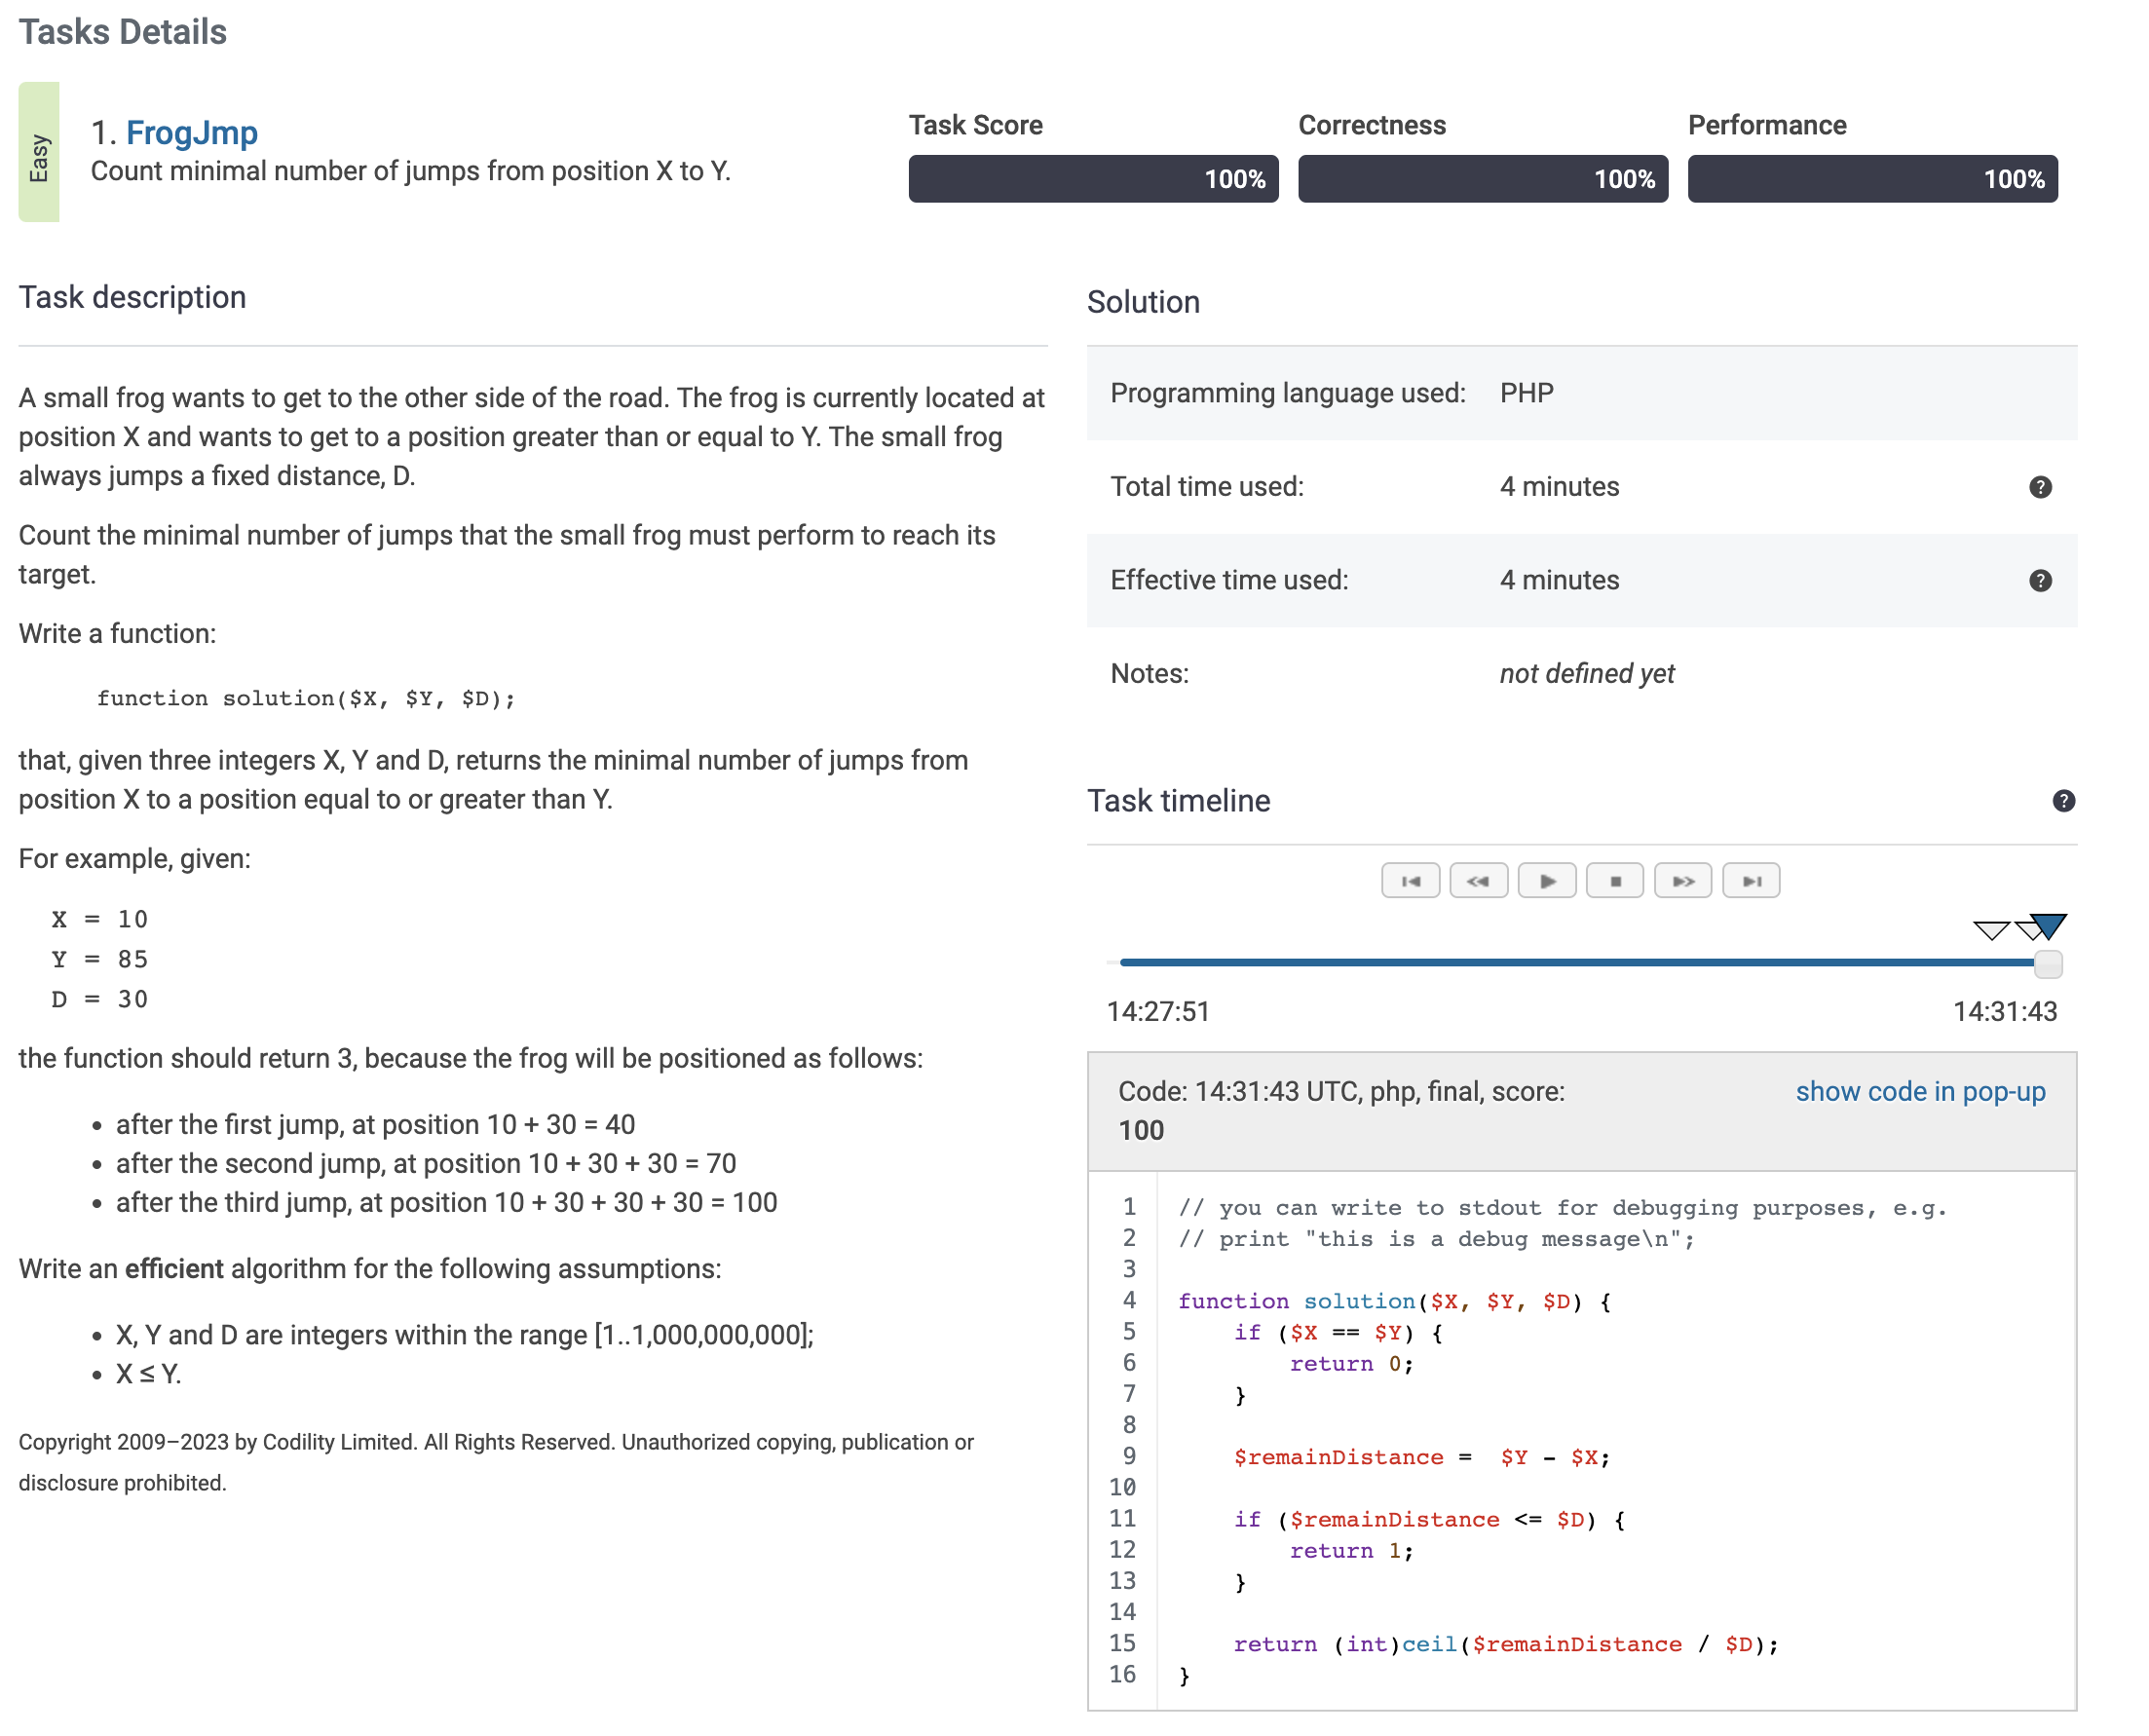 Tasks Details
Easy
1. FrogJmp
Count minimal number of jumps from position X to Y.
Task Score
100%
Correctness
100%
Performance
100%
Task description
A small frog wants to get to the other side of the road. The frog is currently located at
position X and wants to get to a position greater than or equal to Y. The small frog
always jumps a fixed distance, D.
Count the minimal number of jumps that the small frog must perform to reach its
target.
Write a function:
function solution($X, $Y, $D);
that, given three integers X, Y and D, returns the minimal number of jumps from
position X to a position equal to or greater than Y.
For example, given:
X = 10
Y = 85
D = 30
the function should return 3, because the frog will be positioned as follows:
• after the first jump, at position 10 + 30 = 40
• after the second jump, at position 10 + 30 + 30 = 70
• after the third jump, at position 10 + 30 + 30 + 30 = 100
Write an efficient algorithm for the following assumptions:
• X, Y and D are integers within the range [1..1,000,000,000];
• X ≤ Y.
Copyright 2009–2023 by Codility Limited. All Rights Reserved. Unauthorized copying, publication or
disclosure prohibited.
Solution
Programming language used: PHP
Total time used: 4 minutes ?
Effective time used: 4 minutes ?
Notes: not defined yet
Task timeline ?
14:27:51 14:31:43
Code: 14:31:43 UTC, php, final, score:
100
show code in pop-up
1 // you can write to stdout for debugging purposes, e.g.
2 // print "this is a debug message\n";
3
4 function solution($X, $Y, $D) {
5     if ($X == $Y) {
6         return 0;
7     }
8
9     $remainDistance =  $Y - $X;
10
11     if ($remainDistance <= $D) {
12         return 1;
13     }
14
15     return (int)ceil($remainDistance / $D);
16 }